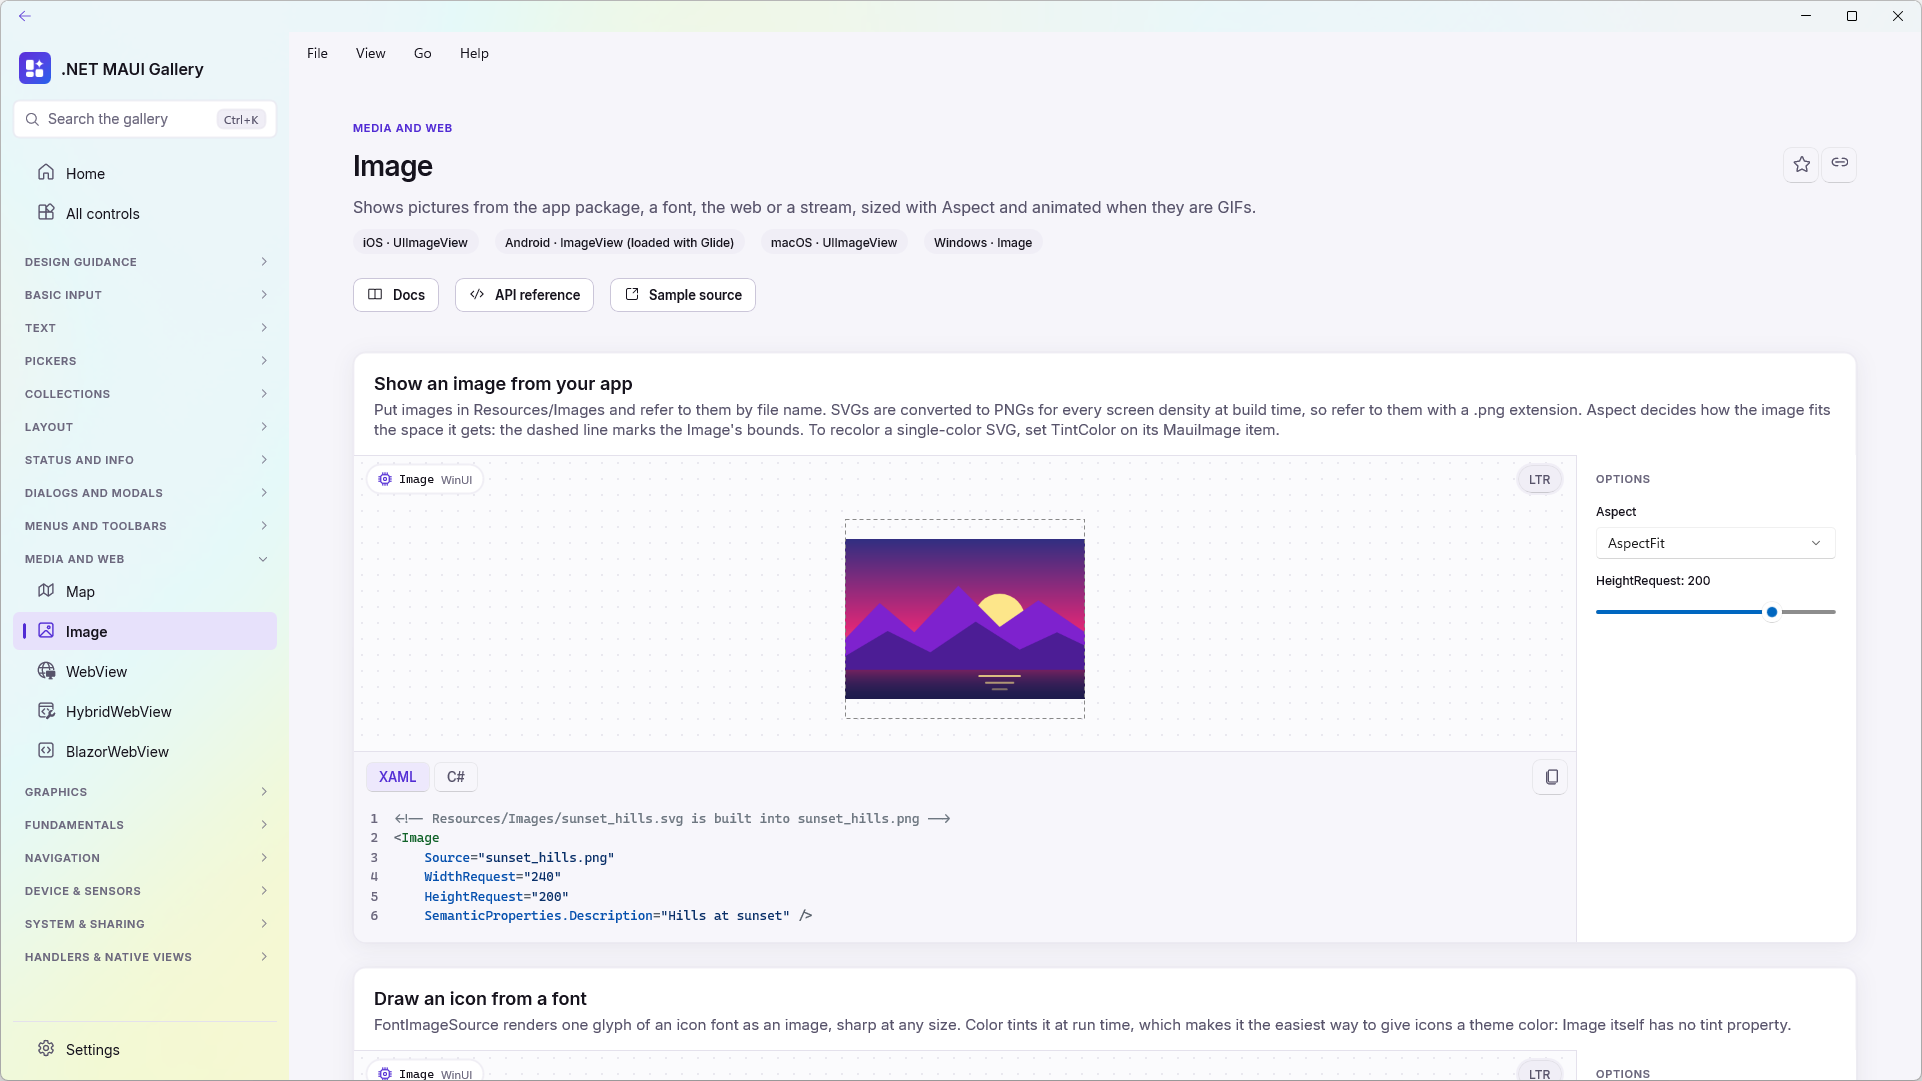 File View Go Help
.NET MAUI Gallery
Search the gallery Ctrl+K
Home
All controls
DESIGN GUIDANCE
BASIC INPUT
TEXT
PICKERS
COLLECTIONS
LAYOUT
STATUS AND INFO
DIALOGS AND MODALS
MENUS AND TOOLBARS
MEDIA AND WEB
Map
Image
WebView
HybridWebView
BlazorWebView
GRAPHICS
FUNDAMENTALS
NAVIGATION
DEVICE & SENSORS
SYSTEM & SHARING
HANDLERS & NATIVE VIEWS
Settings
MEDIA AND WEB
Image
Shows pictures from the app package, a font, the web or a stream, sized with Aspect and animated when they are GIFs.
iOS · UIImageView Android · ImageView (loaded with Glide) macOS · UIImageView Windows · Image
Docs API reference Sample source
Show an image from your app
Put images in Resources/Images and refer to them by file name. SVGs are converted to PNGs for every screen density at build time, so refer to them with a .png extension. Aspect decides how the image fits
the space it gets: the dashed line marks the Image's bounds. To recolor a single-color SVG, set TintColor on its MauiImage item.
Image WinUI LTR
OPTIONS
Aspect
AspectFit
HeightRequest: 200
XAML C#
1 <!-- Resources/Images/sunset_hills.svg is built into sunset_hills.png -->
2 <Image
3 Source="sunset_hills.png"
4 WidthRequest="240"
5 HeightRequest="200"
6 SemanticProperties.Description="Hills at sunset" />
Draw an icon from a font
FontImageSource renders one glyph of an icon font as an image, sharp at any size. Color tints it at run time, which makes it the easiest way to give icons a theme color: Image itself has no tint property.
Image WinUI LTR
OPTIONS